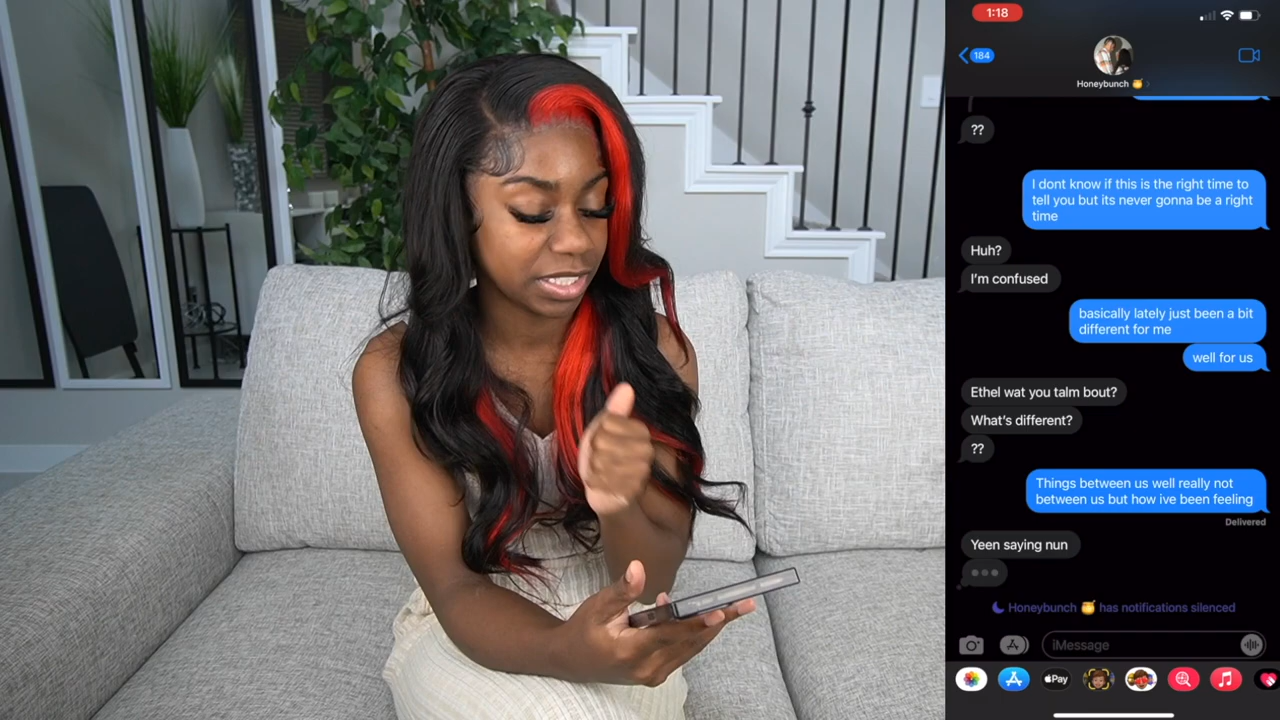 1:18
184
Honeybunch 🍯
??
I dont know if this is the right time to
tell you but its never gonna be a right
time
Huh?
I'm confused
basically lately just been a bit
different for me
well for us
Ethel wat you talm bout?
What's different?
??
Things between us well really not
between us but how ive been feeling
Delivered
Yeen saying nun
Honeybunch 🍯 has notifications silenced
iMessage
Pay